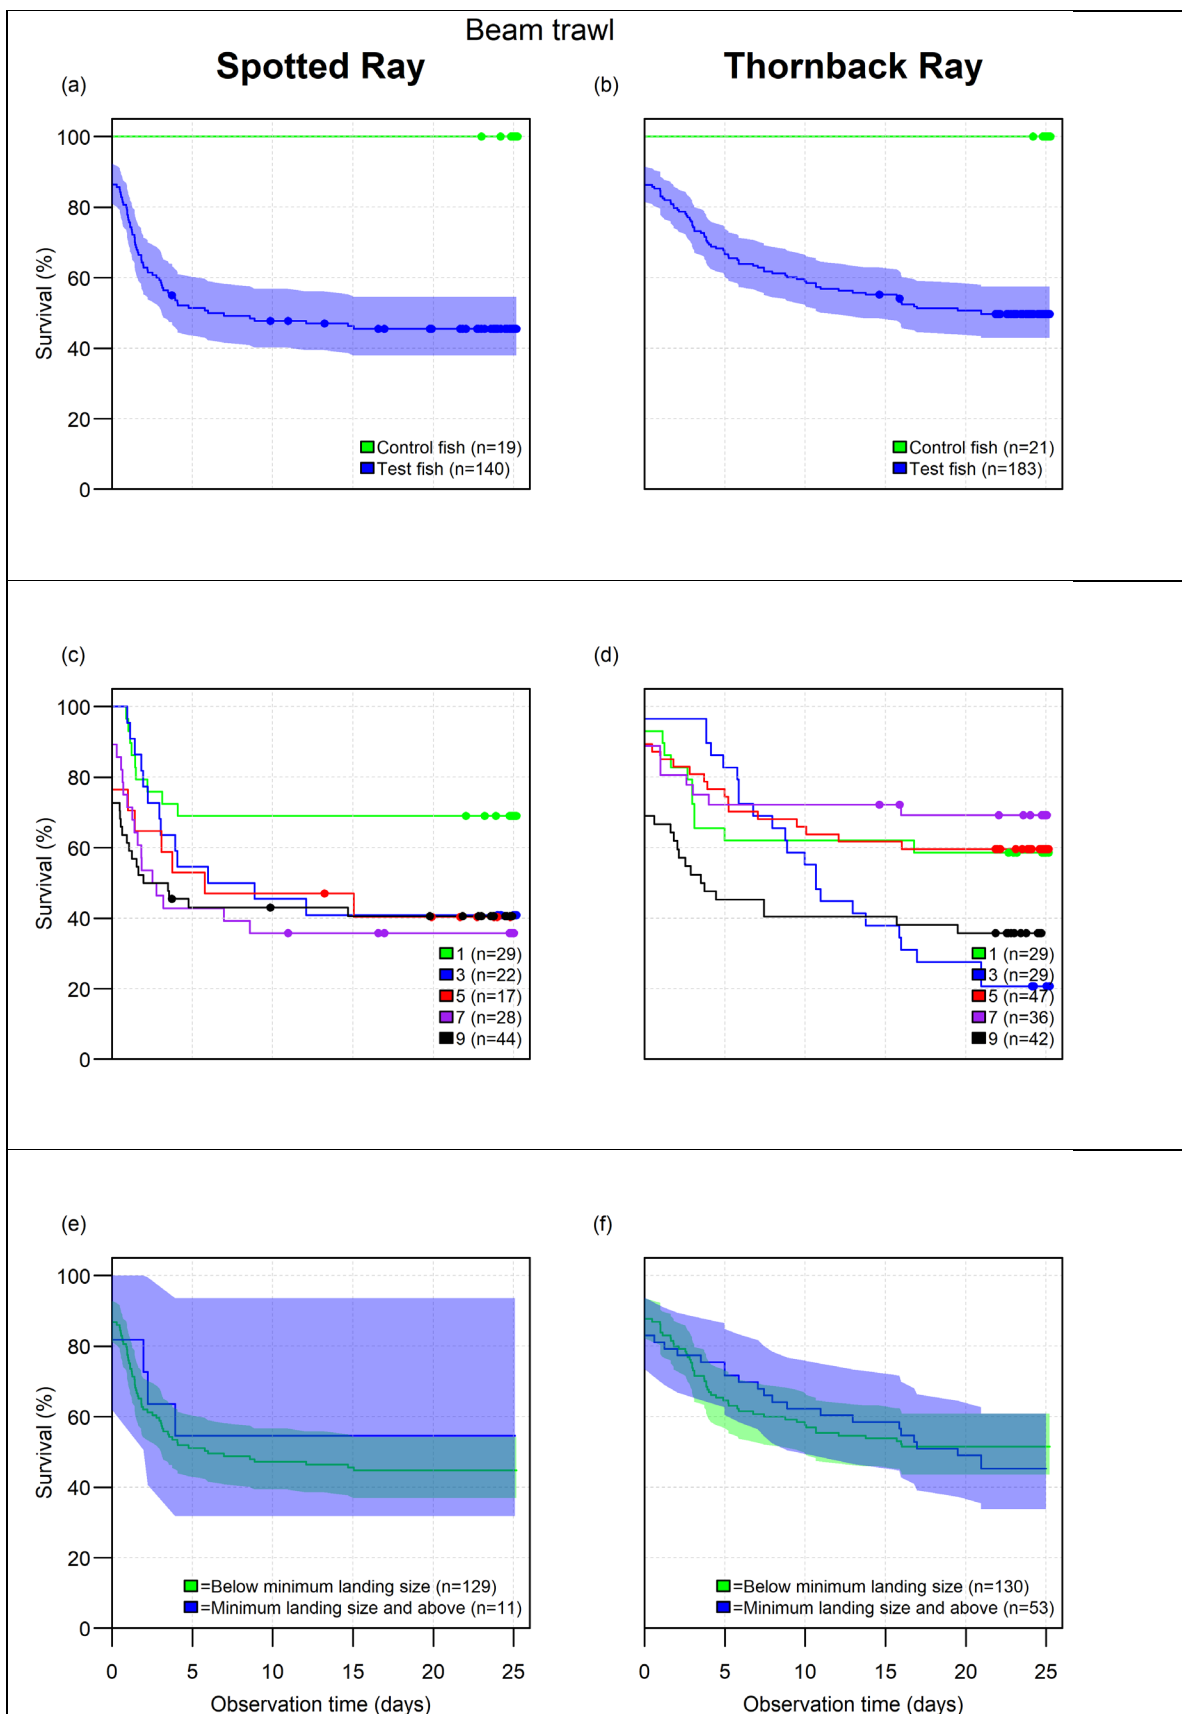 Beam trawl
Spotted Ray
Thornback Ray
(a)
(b)
100
80
60
40
20
0
Survival (%)
Control fish (n=19)
Test fish (n=140)
Control fish (n=21)
Test fish (n=183)
(c)
(d)
100
80
60
40
20
0
Survival (%)
1 (n=29)
3 (n=22)
5 (n=17)
7 (n=28)
9 (n=44)
1 (n=29)
3 (n=29)
5 (n=47)
7 (n=36)
9 (n=42)
(e)
(f)
100
80
60
40
20
0
Survival (%)
=Below minimum landing size (n=129)
=Minimum landing size and above (n=11)
=Below minimum landing size (n=130)
=Minimum landing size and above (n=53)
0 5 10 15 20 25
0 5 10 15 20 25
Observation time (days)
Observation time (days)